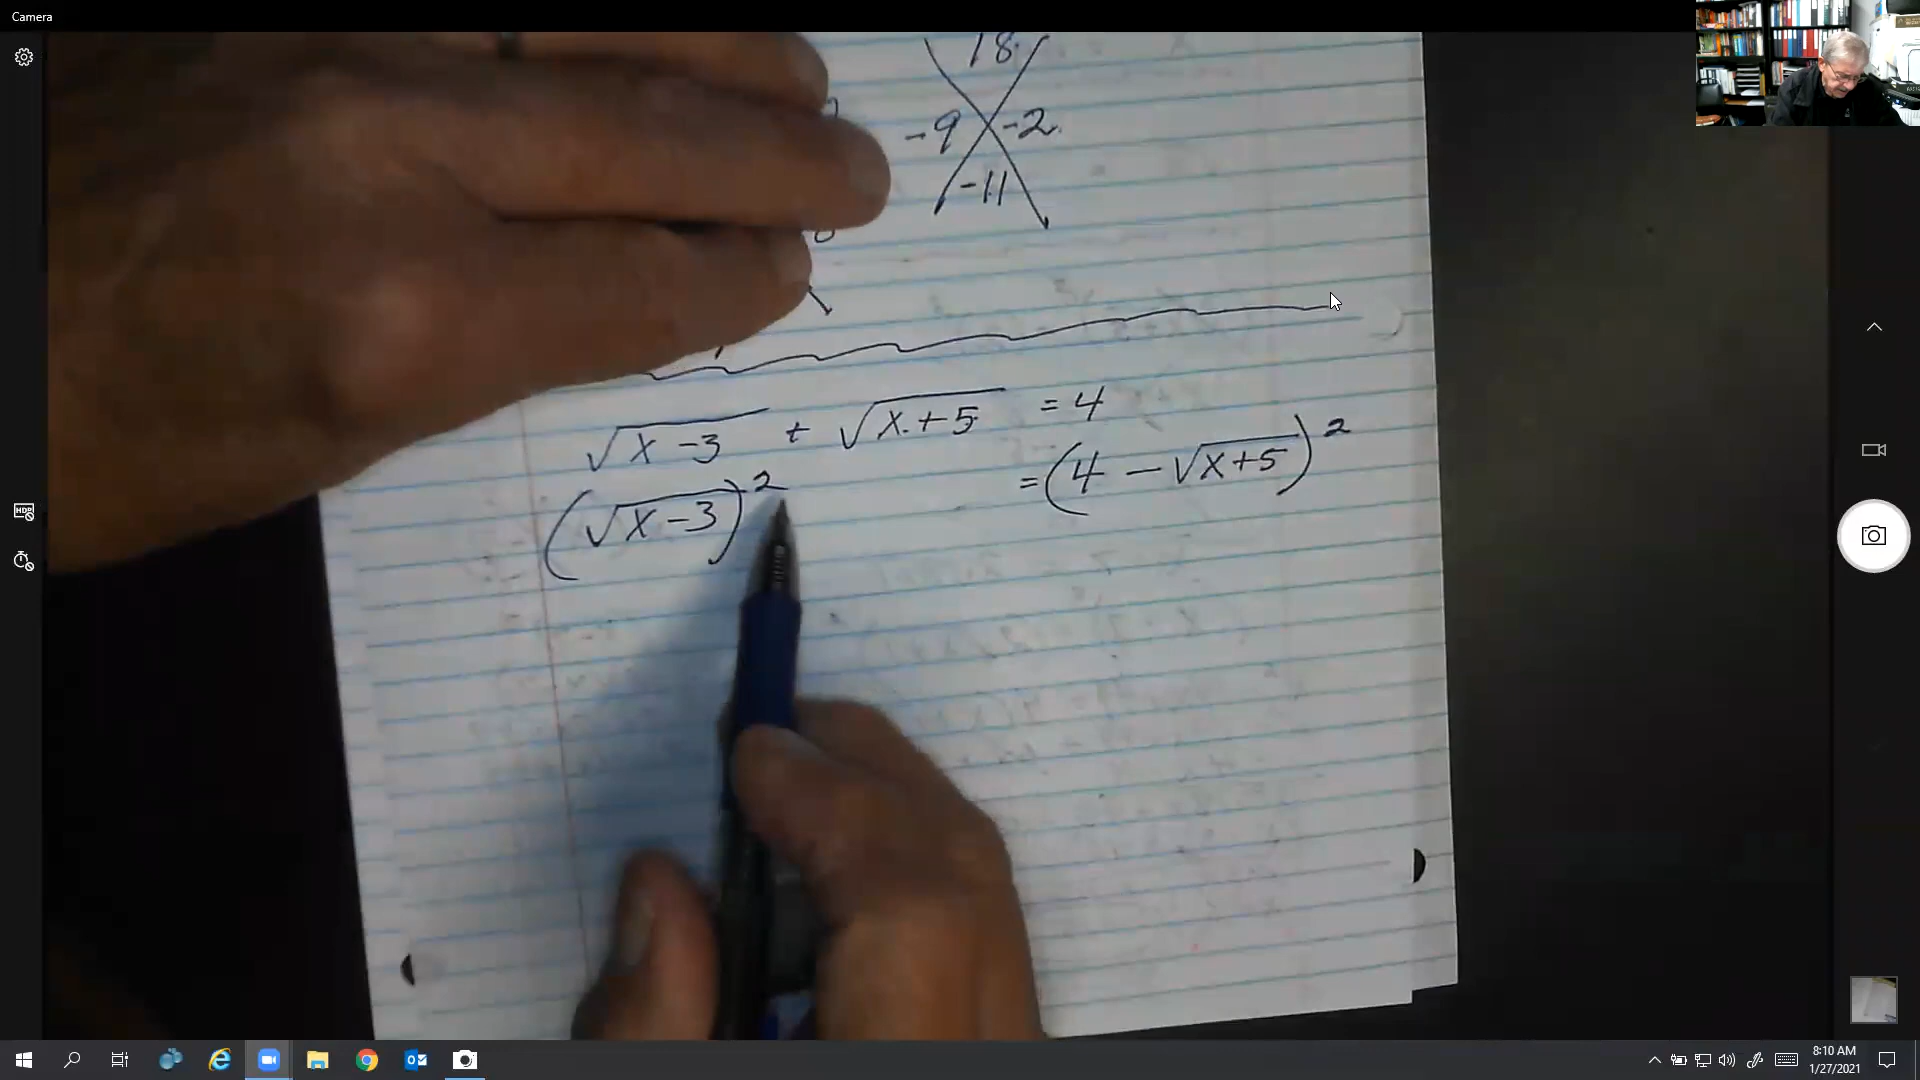 Camera
18
-9 -2
-11
√x-3 + √x+5 = 4
(√x-3)² = (4 - √x+5)²
8:10 AM
1/27/2021